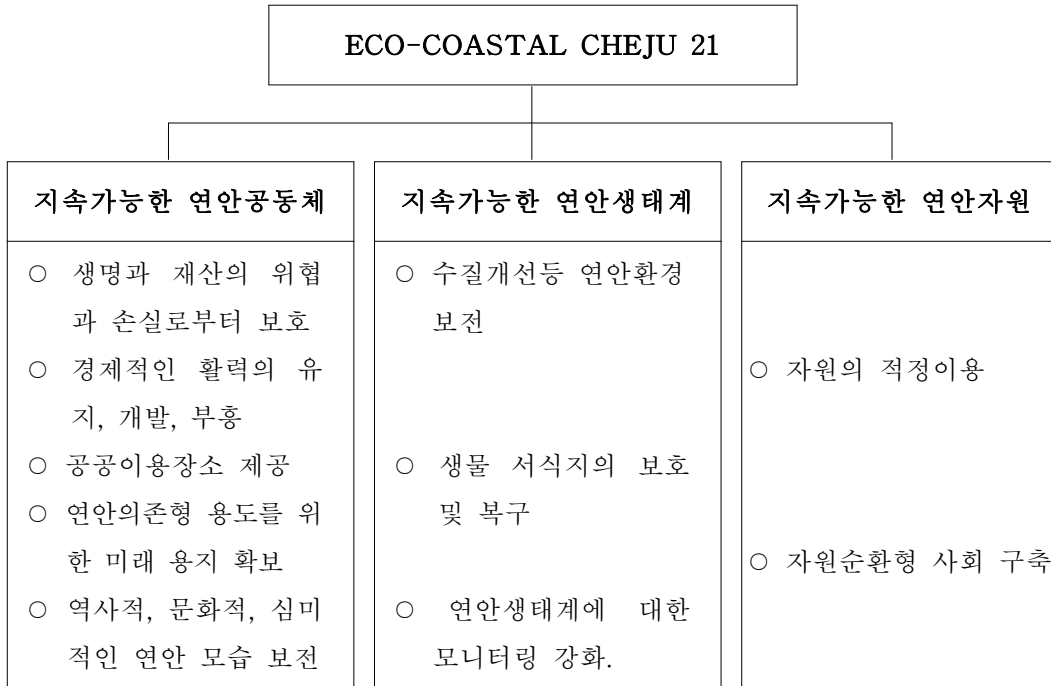 ECO-COASTAL CHEJU 21
지속가능한 연안공동체
○ 생명과 재산의 위협
과 손실로부터 보호
○ 경제적인 활력의 유
지, 개발, 부흥
○ 공공이용장소 제공
○ 연안의존형 용도를 위
한 미래 용지 확보
○ 역사적, 문화적, 심미
적인 연안 모습 보전
지속가능한 연안생태계
○ 수질개선등 연안환경
보전
○ 생물 서식지의 보호
및 복구
○ 연안생태계에 대한
모니터링 강화.
지속가능한 연안자원
○ 자원의 적정이용
○ 자원순환형 사회 구축